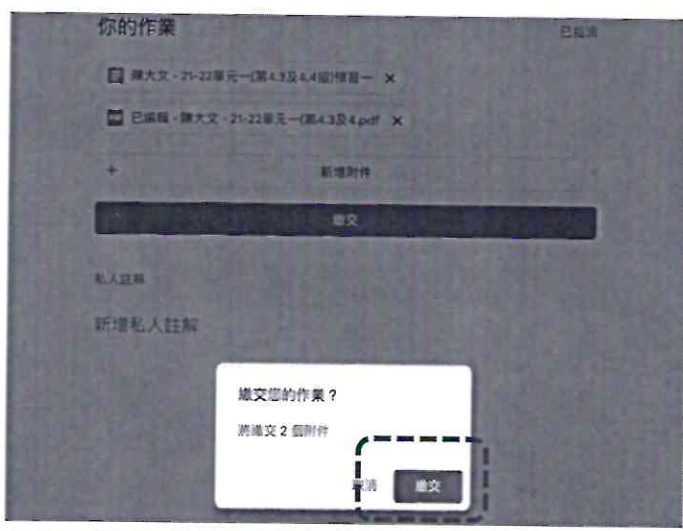 你的作業
已指派
陳大文 - 21-22單元一(第4.3及4.4組)預習一 ×
已編輯 - 陳大文 - 21-22單元一(第4.3及4.pdf ×
+ 新增附件
繳交
私人註解
新增私人註解
繳交您的作業？
將繳交 2 個附件
取消 繳交